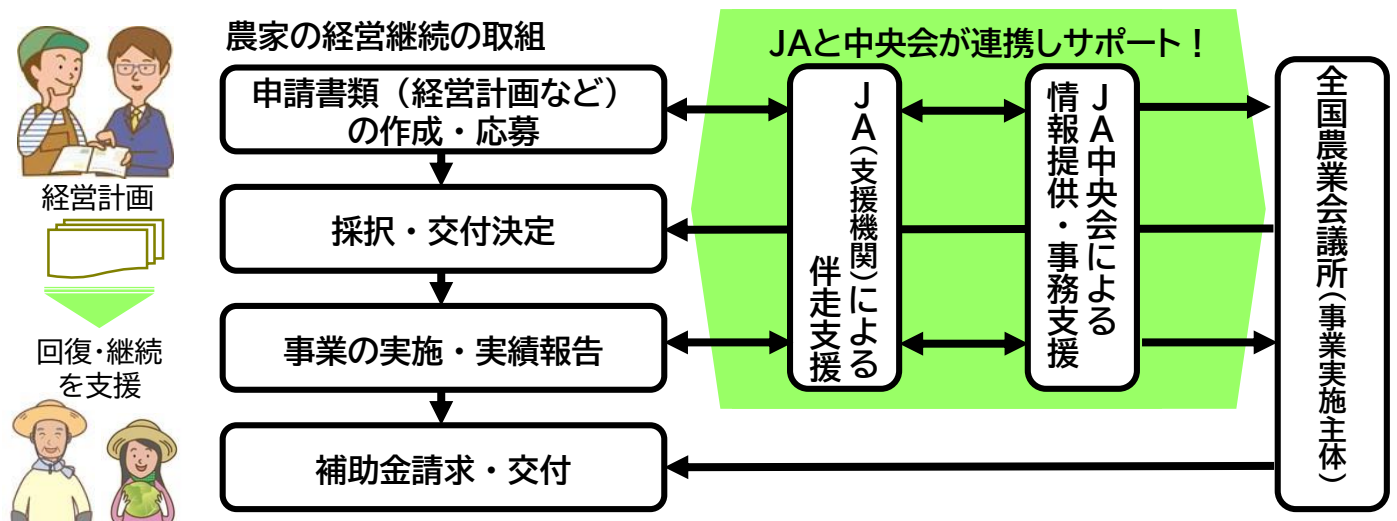 農家の経営継続の取組
JAと中央会が連携しサポート！
申請書類（経営計画など）
の作成・応募
採択・交付決定
事業の実施・実績報告
補助金請求・交付
経営計画
回復・継続
を支援
ＪＡ（支援機関）による
伴走支援
ＪＡ中央会による
情報提供・事務支援
全国農業会議所（事業実施主体）